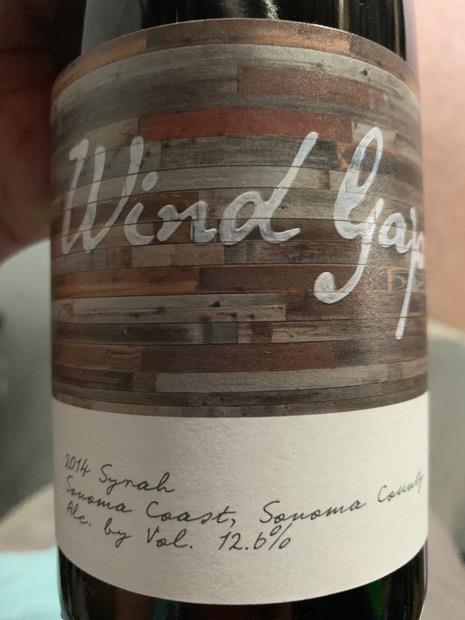 Wind Gap
2014 Syrah
Sonoma Coast, Sonoma County
Alc. by Vol. 12.6%